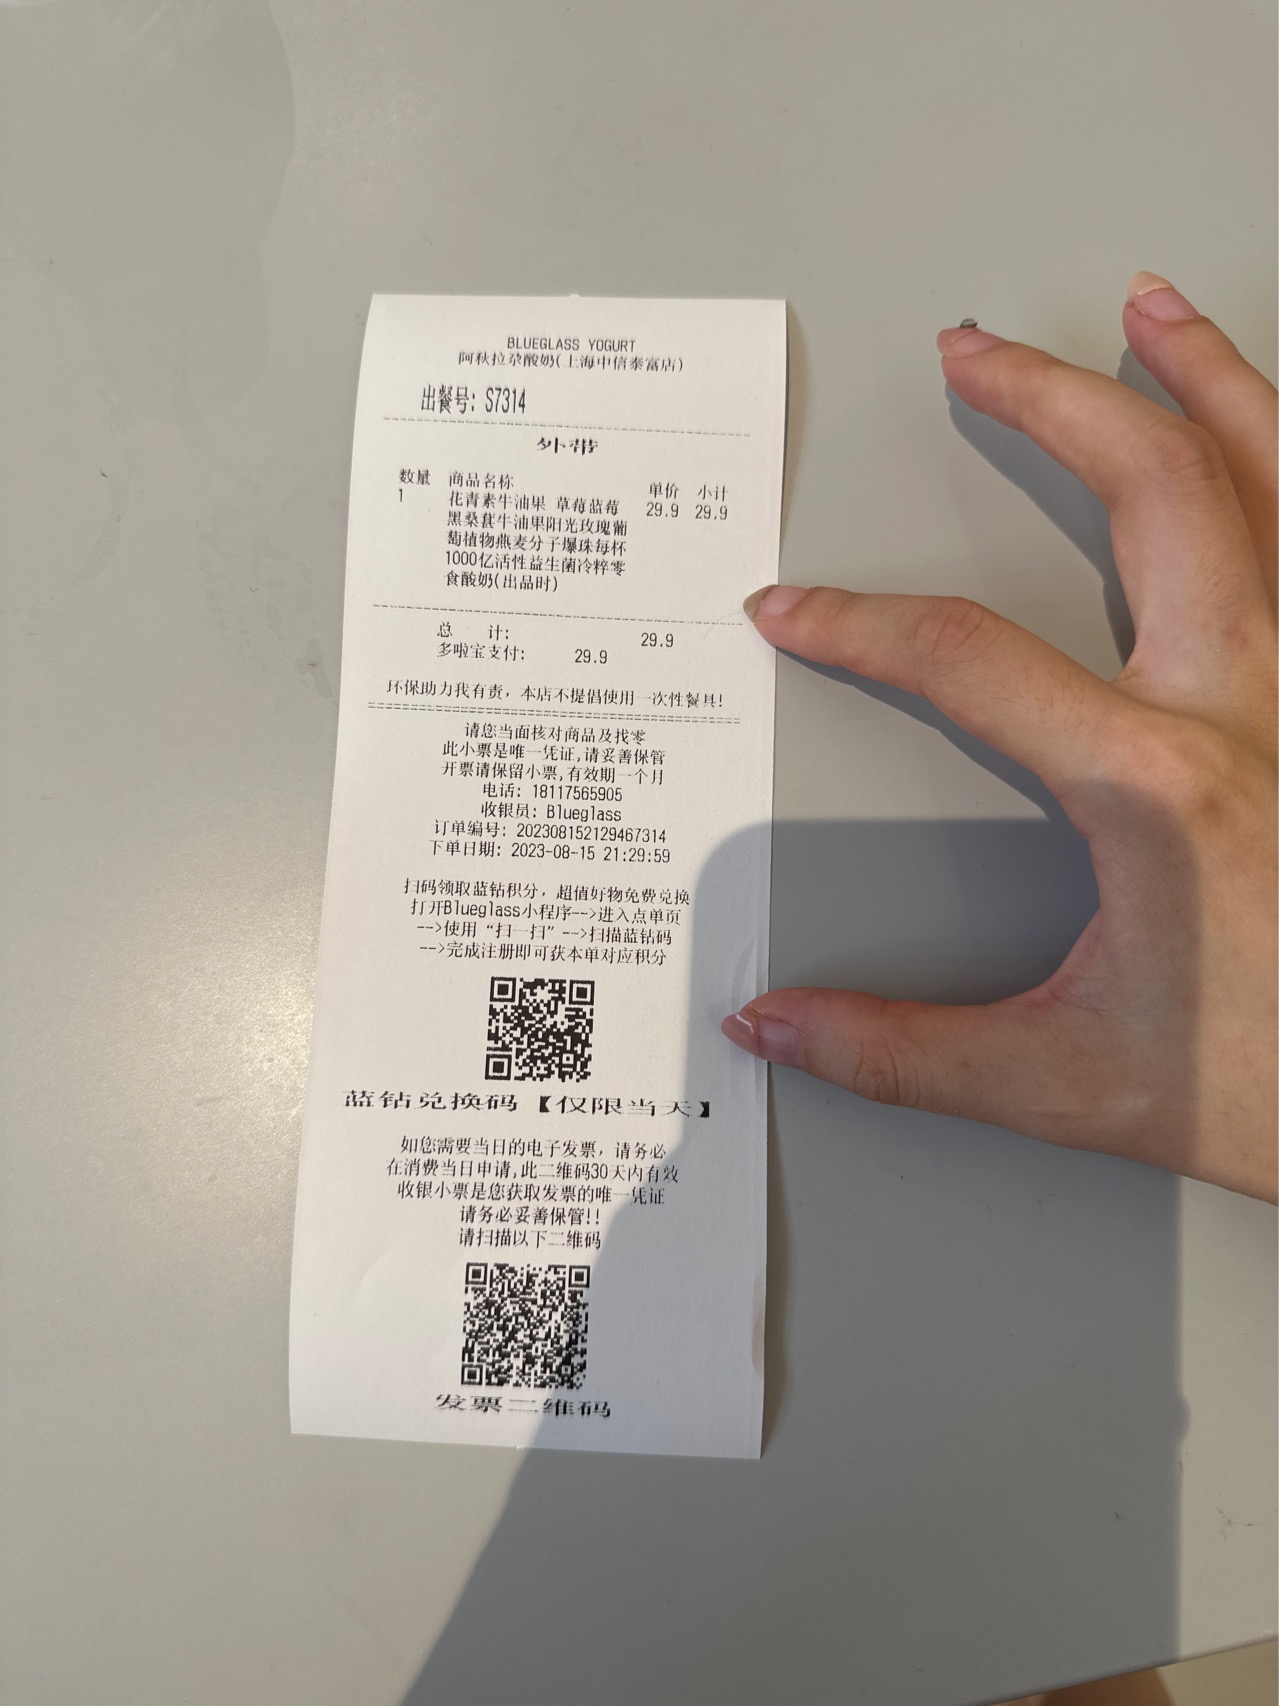 BLUEGLASS YOGURT
阿秋拉尕酸奶(上海中信泰富店)
出餐号: S7314
外带
数量 商品名称 单价 小计
1 花青素牛油果 草莓蓝莓 29.9 29.9
黑桑葚牛油果阳光玫瑰葡
萄植物燕麦分子爆珠每杯
1000亿活性益生菌冷粹零
食酸奶(出品时)
总 计: 29.9
多啦宝支付: 29.9
环保助力我有责，本店不提倡使用一次性餐具!
请您当面核对商品及找零
此小票是唯一凭证,请妥善保管
开票请保留小票,有效期一个月
电话: 18117565905
收银员: Blueglass
订单编号: 202308152129467314
下单日期: 2023-08-15 21:29:59
扫码领取蓝钻积分，超值好物免费兑换
打开Blueglass小程序-->进入点单页
-->使用“扫一扫”-->扫描蓝钻码
-->完成注册即可获本单对应积分
蓝钻兑换码【仅限当天】
如您需要当日的电子发票，请务必
在消费当日申请,此二维码30天内有效
收银小票是您获取发票的唯一凭证
请务必妥善保管!!
请扫描以下二维码
发票二维码